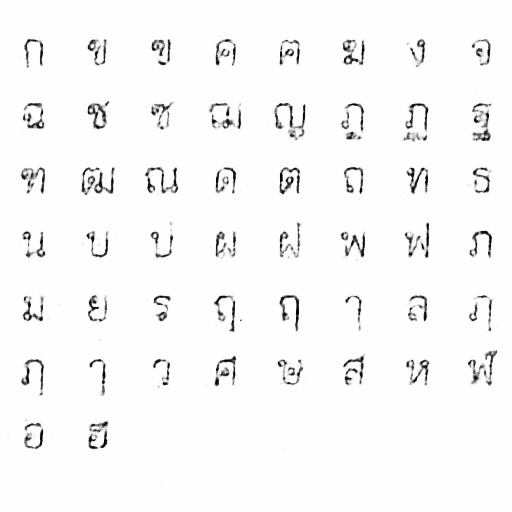 ก ข ฃ ค ฅ ฆ ง จ
ฉ ช ซ ฌ ญ ฎ ฏ ฐ
ฑ ฒ ณ ด ต ถ ท ธ
น บ ป ผ ฝ พ ฟ ภ
ม ย ร ฤ ฤ ๅ ล ฦ
ฦ ๅ ว ศ ษ ส ห ฬ
อ ฮ